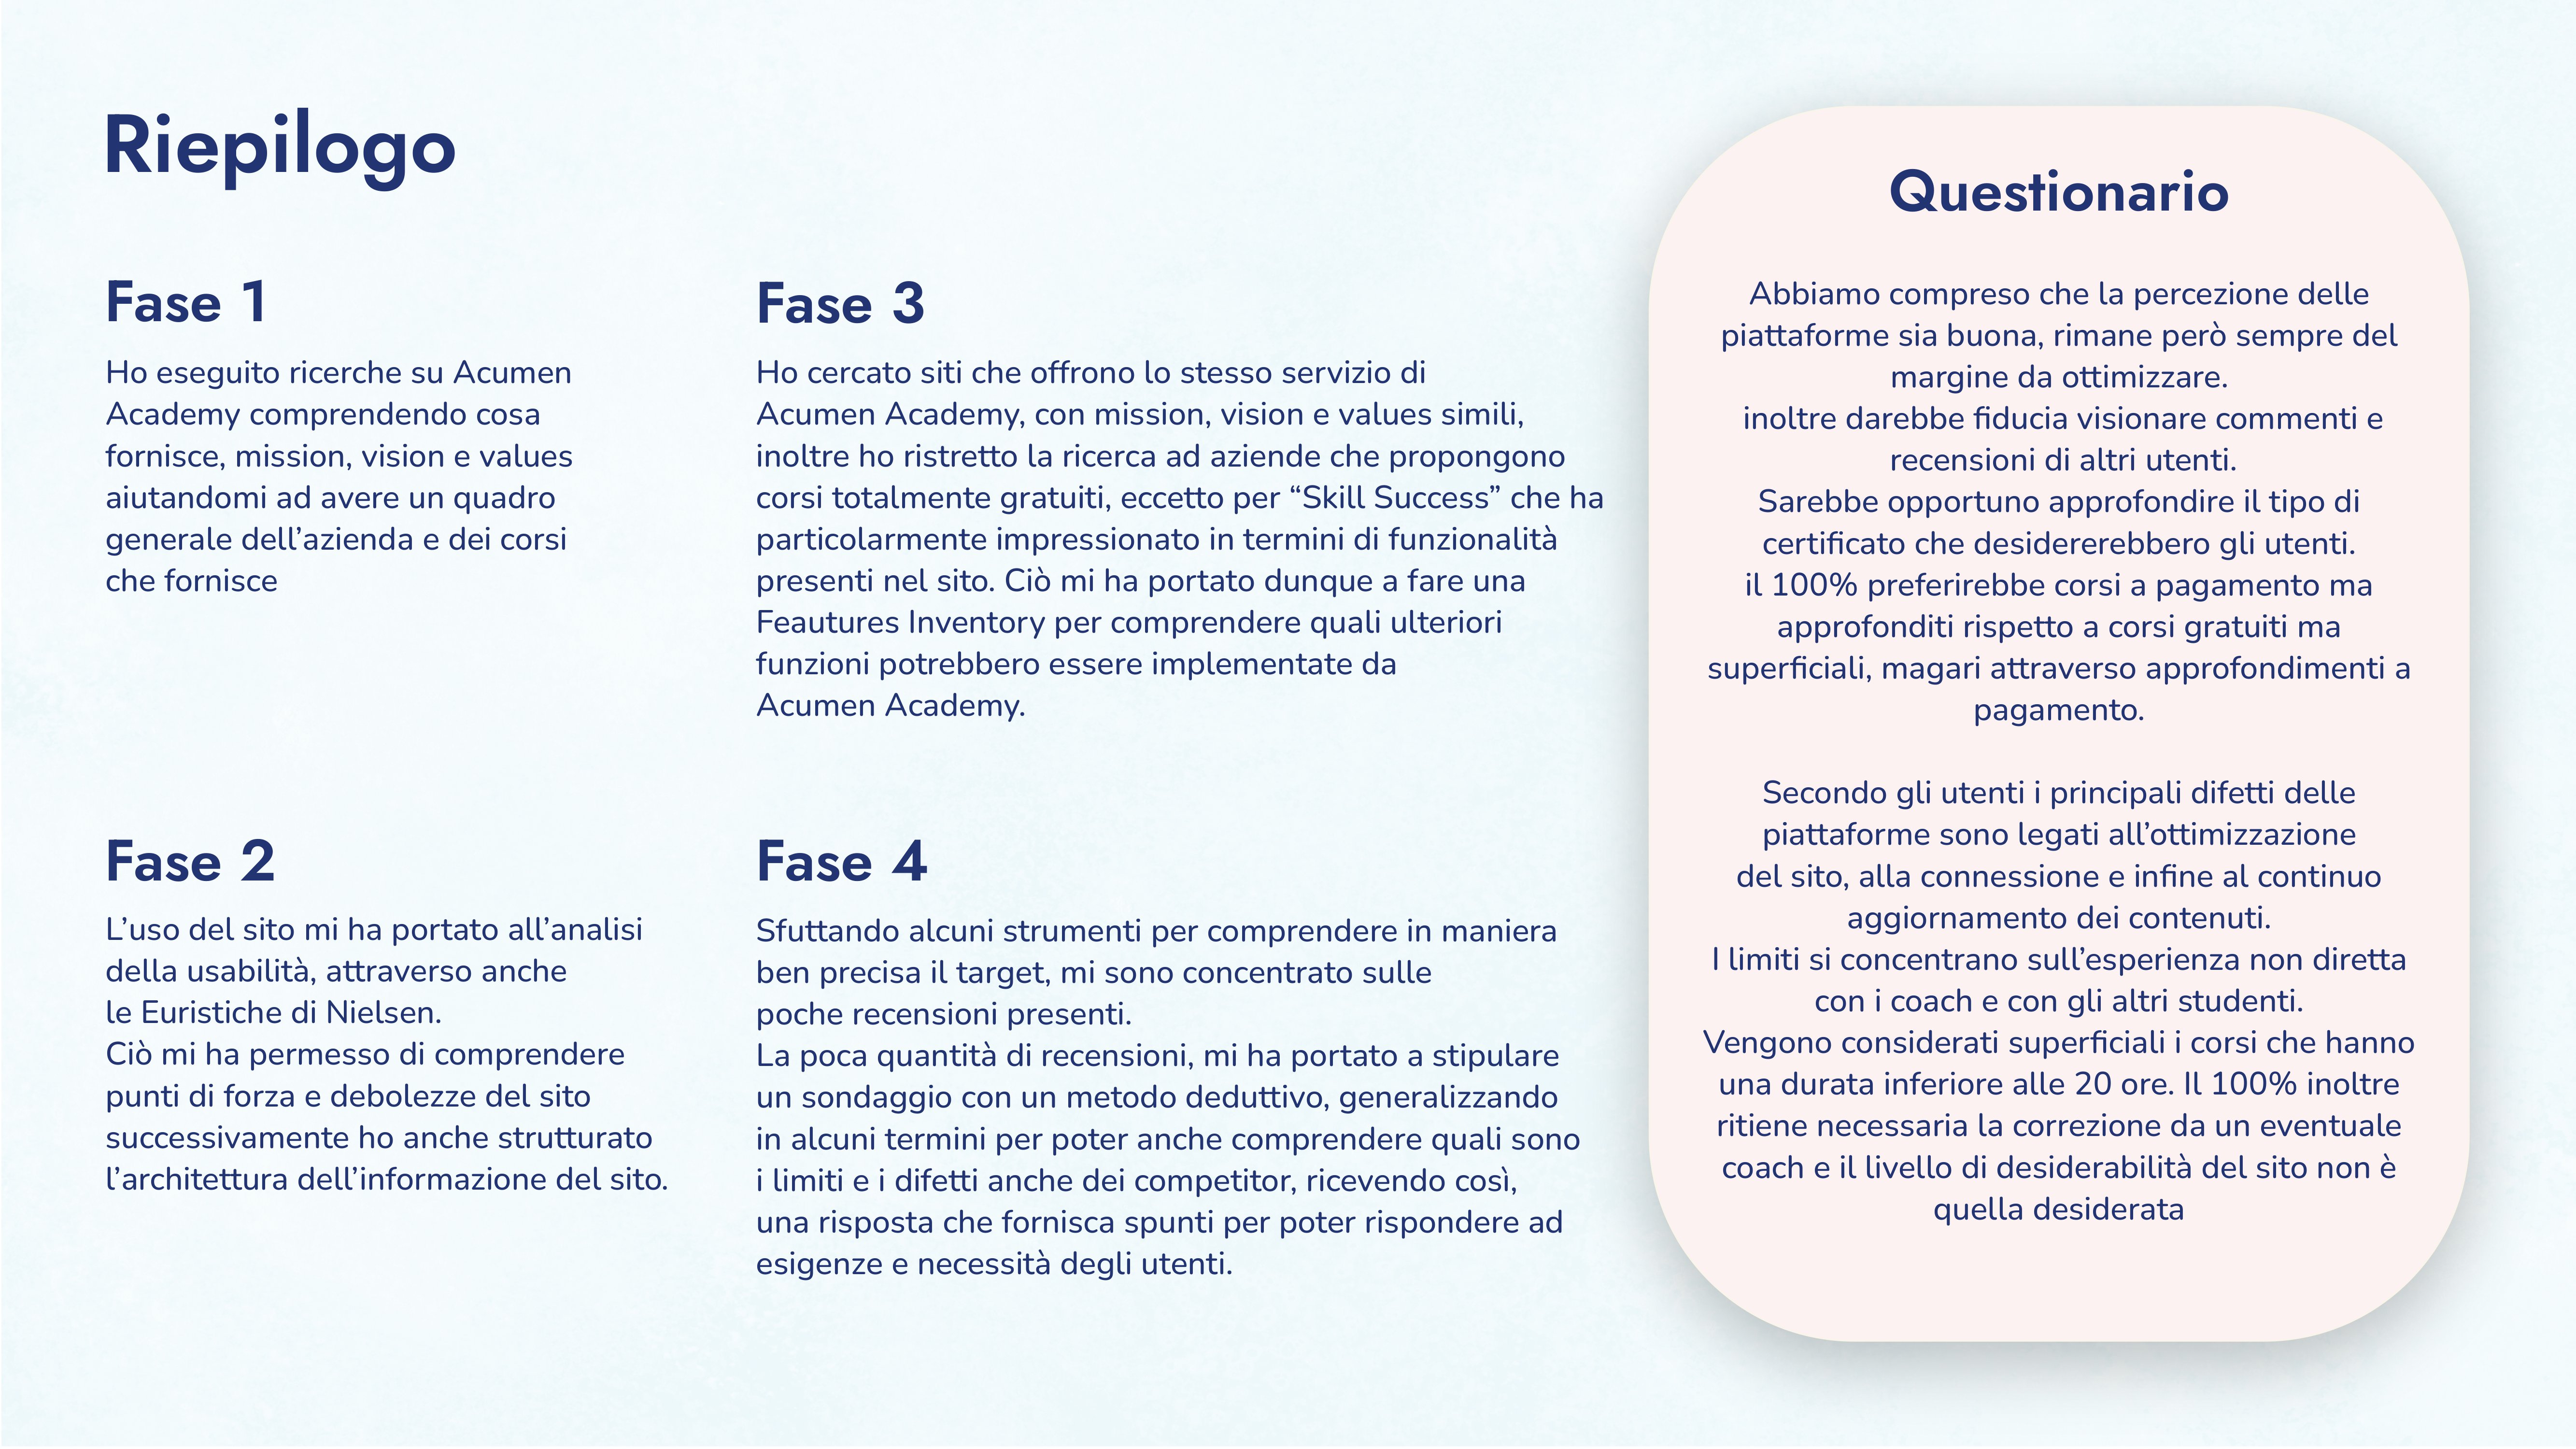 Riepilogo
Fase 1
Ho eseguito ricerche su Acumen
Academy comprendendo cosa
fornisce, mission, vision e values
aiutandomi ad avere un quadro
generale dell’azienda e dei corsi
che fornisce
Fase 2
L’uso del sito mi ha portato all’analisi
della usabilità, attraverso anche
le Euristiche di Nielsen.
Ciò mi ha permesso di comprendere
punti di forza e debolezze del sito
successivamente ho anche strutturato
l’architettura dell’informazione del sito.
Fase 3
Ho cercato siti che offrono lo stesso servizio di
Acumen Academy, con mission, vision e values simili,
inoltre ho ristretto la ricerca ad aziende che propongono
corsi totalmente gratuiti, eccetto per “Skill Success” che ha
particolarmente impressionato in termini di funzionalità
presenti nel sito. Ciò mi ha portato dunque a fare una
Feautures Inventory per comprendere quali ulteriori
funzioni potrebbero essere implementate da
Acumen Academy.
Fase 4
Sfuttando alcuni strumenti per comprendere in maniera
ben precisa il target, mi sono concentrato sulle
poche recensioni presenti.
La poca quantità di recensioni, mi ha portato a stipulare
un sondaggio con un metodo deduttivo, generalizzando
in alcuni termini per poter anche comprendere quali sono
i limiti e i difetti anche dei competitor, ricevendo così,
una risposta che fornisca spunti per poter rispondere ad
esigenze e necessità degli utenti.
Questionario
Abbiamo compreso che la percezione delle
piattaforme sia buona, rimane però sempre del
margine da ottimizzare.
inoltre darebbe fiducia visionare commenti e
recensioni di altri utenti.
Sarebbe opportuno approfondire il tipo di
certificato che desidererebbero gli utenti.
il 100% preferirebbe corsi a pagamento ma
approfonditi rispetto a corsi gratuiti ma
superficiali, magari attraverso approfondimenti a
pagamento.
Secondo gli utenti i principali difetti delle
piattaforme sono legati all’ottimizzazione
del sito, alla connessione e infine al continuo
aggiornamento dei contenuti.
I limiti si concentrano sull’esperienza non diretta
con i coach e con gli altri studenti.
Vengono considerati superficiali i corsi che hanno
una durata inferiore alle 20 ore. Il 100% inoltre
ritiene necessaria la correzione da un eventuale
coach e il livello di desiderabilità del sito non è
quella desiderata